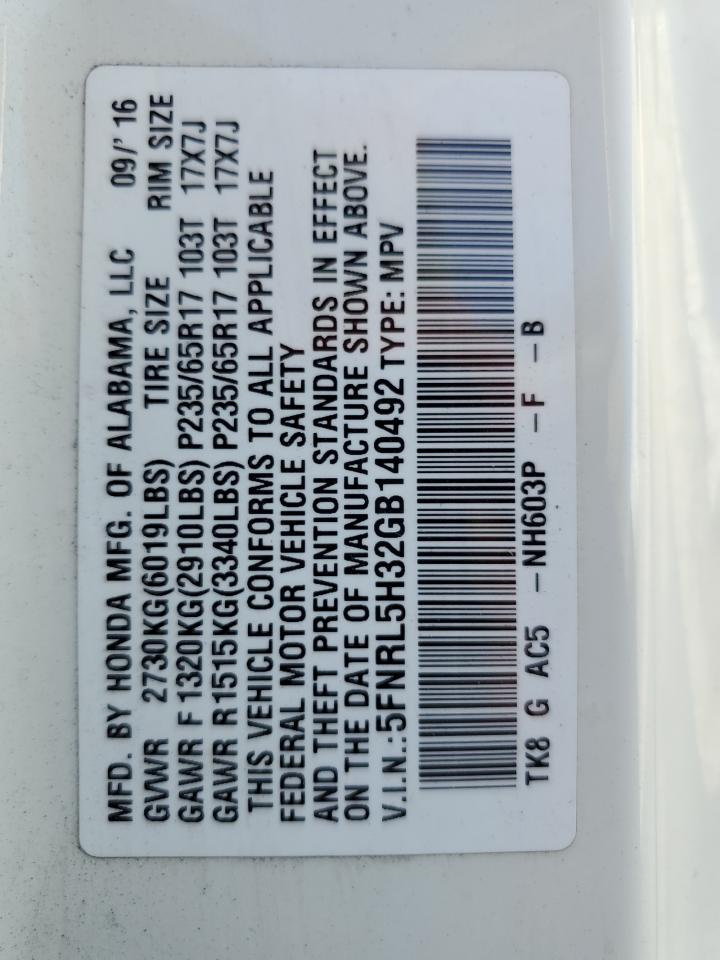 MFD. BY HONDA MFG. OF ALABAMA, LLC 09/'16
GVWR 2730KG(6019LBS) TIRE SIZE RIM SIZE
GAWR F 1320KG(2910LBS) P235/65R17 103T 17X7J
GAWR R1515KG(3340LBS) P235/65R17 103T 17X7J
THIS VEHICLE CONFORMS TO ALL APPLICABLE
FEDERAL MOTOR VEHICLE SAFETY
AND THEFT PREVENTION STANDARDS IN EFFECT
ON THE DATE OF MANUFACTURE SHOWN ABOVE.
V.I.N.:5FNRL5H32GB140492 TYPE: MPV
TK8 G AC5 -NH603P -F -B